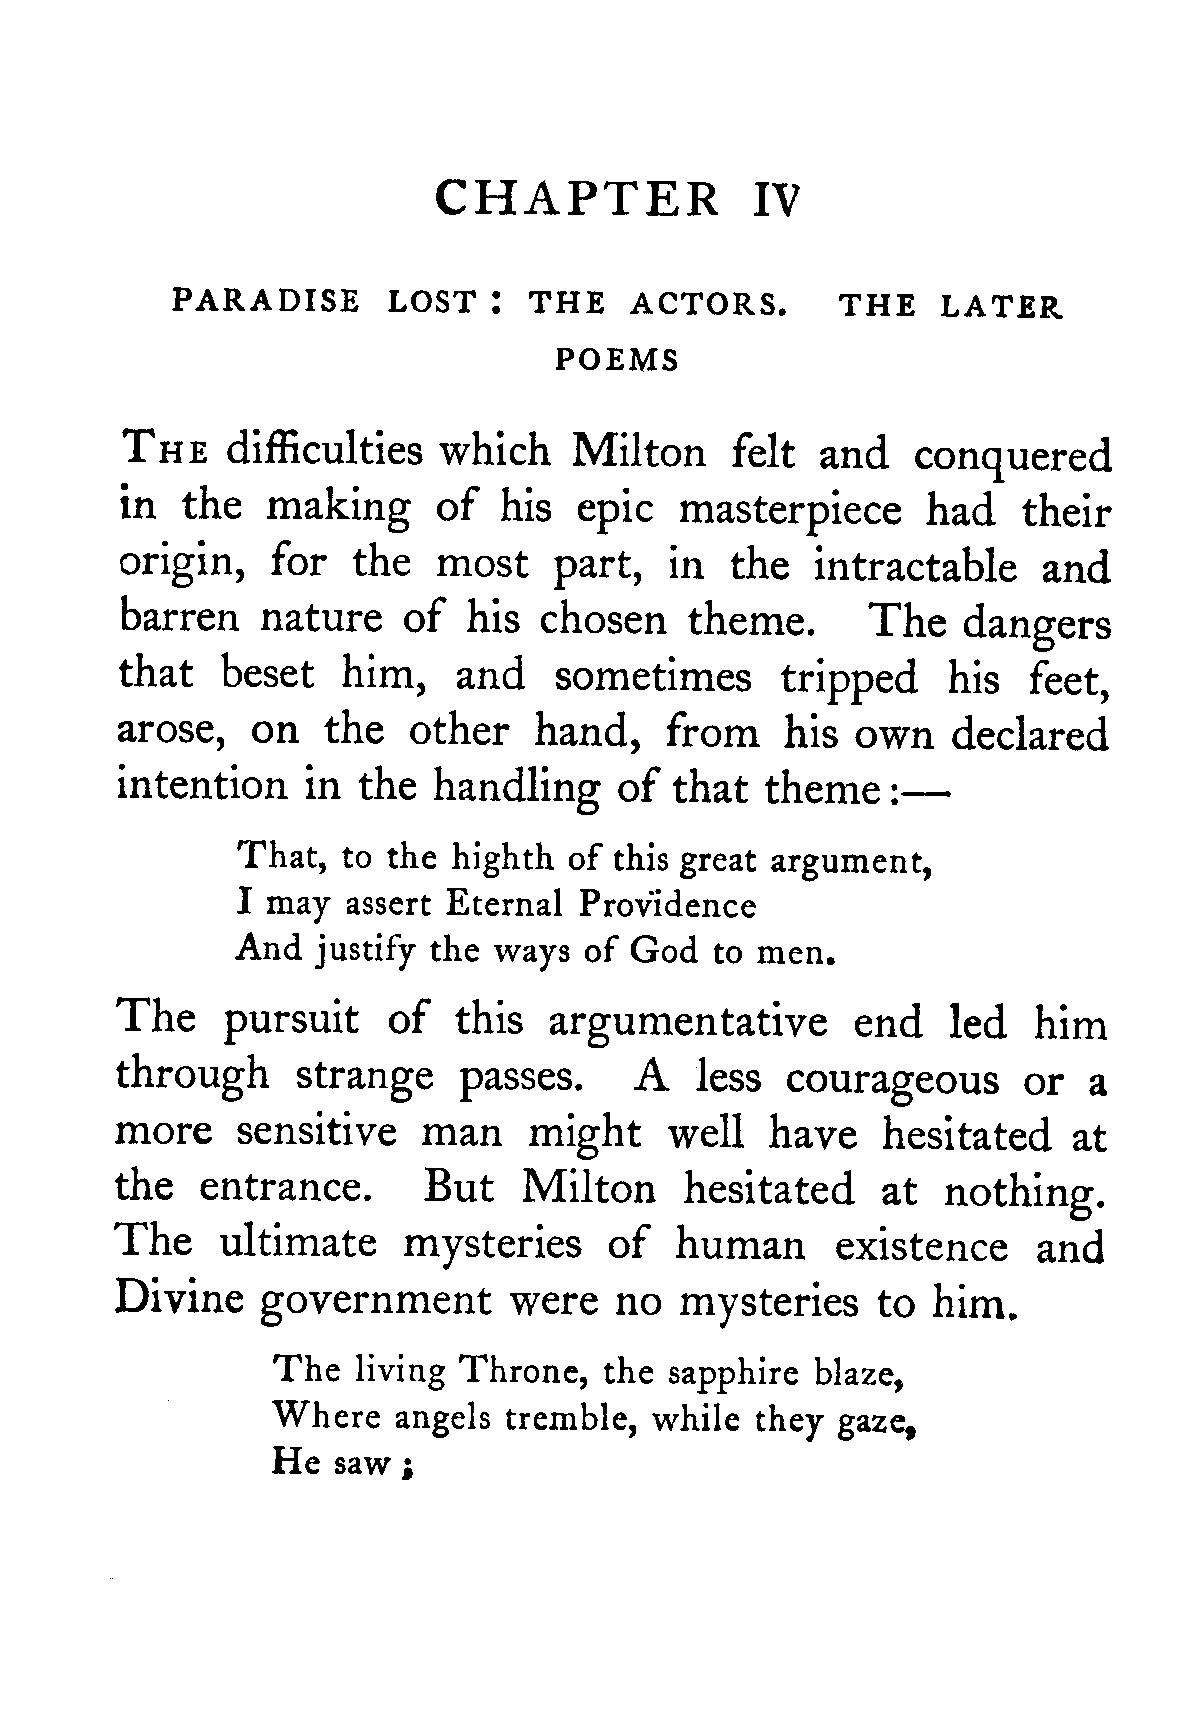 CHAPTER IV
PARADISE LOST: THE ACTORS. THE LATER
POEMS
THE difficulties which Milton felt and conquered
in the making of his epic masterpiece had their
origin, for the most part, in the intractable and
barren nature of his chosen theme. The dangers
that beset him, and sometimes tripped his feet,
arose, on the other hand, from his own declared
intention in the handling of that theme:—
That, to the highth of this great argument,
I may assert Eternal Providence
And justify the ways of God to men.
The pursuit of this argumentative end led him
through strange passes. A less courageous or a
more sensitive man might well have hesitated at
the entrance. But Milton hesitated at nothing.
The ultimate mysteries of human existence and
Divine government were no mysteries to him.
The living Throne, the sapphire blaze,
Where angels tremble, while they gaze,
He saw;